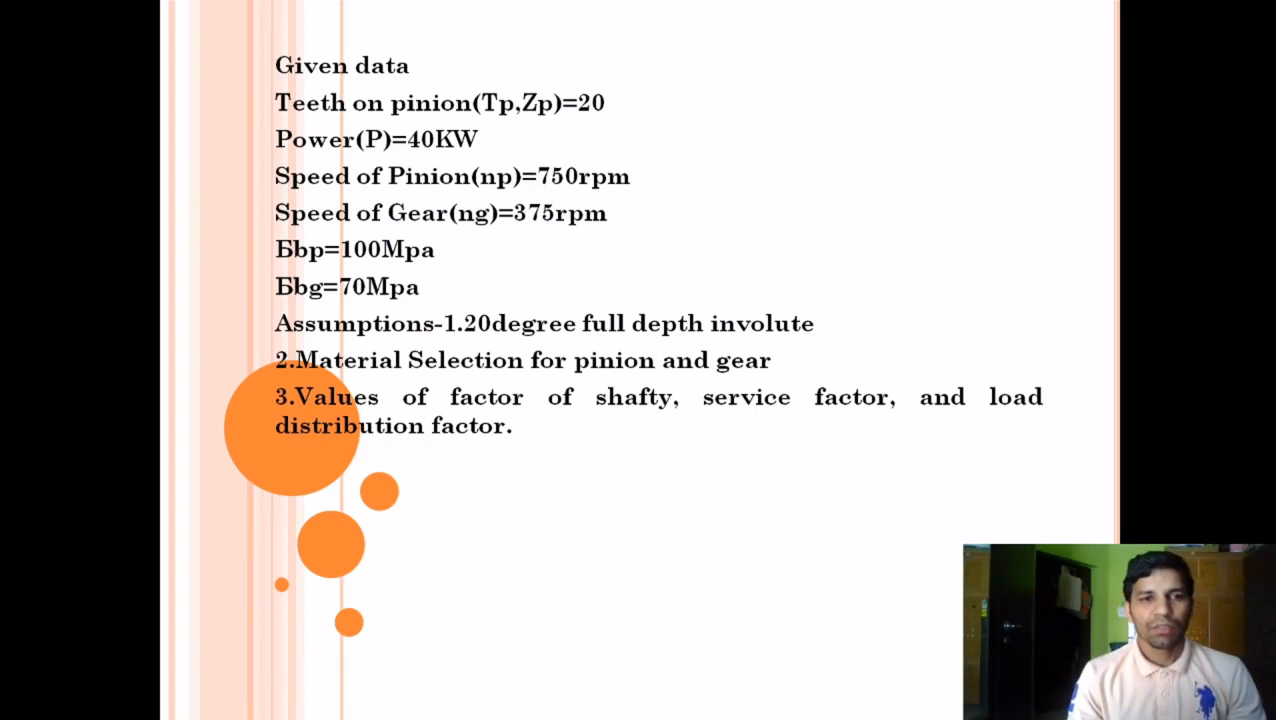 Given data
Teeth on pinion(Tp,Zp)=20
Power(P)=40KW
Speed of Pinion(np)=750rpm
Speed of Gear(ng)=375rpm
Ƃbp=100Mpa
Ƃbg=70Mpa
Assumptions-1.20degree full depth involute
2.Material Selection for pinion and gear
3.Values of factor of shafty, service factor, and load
distribution factor.